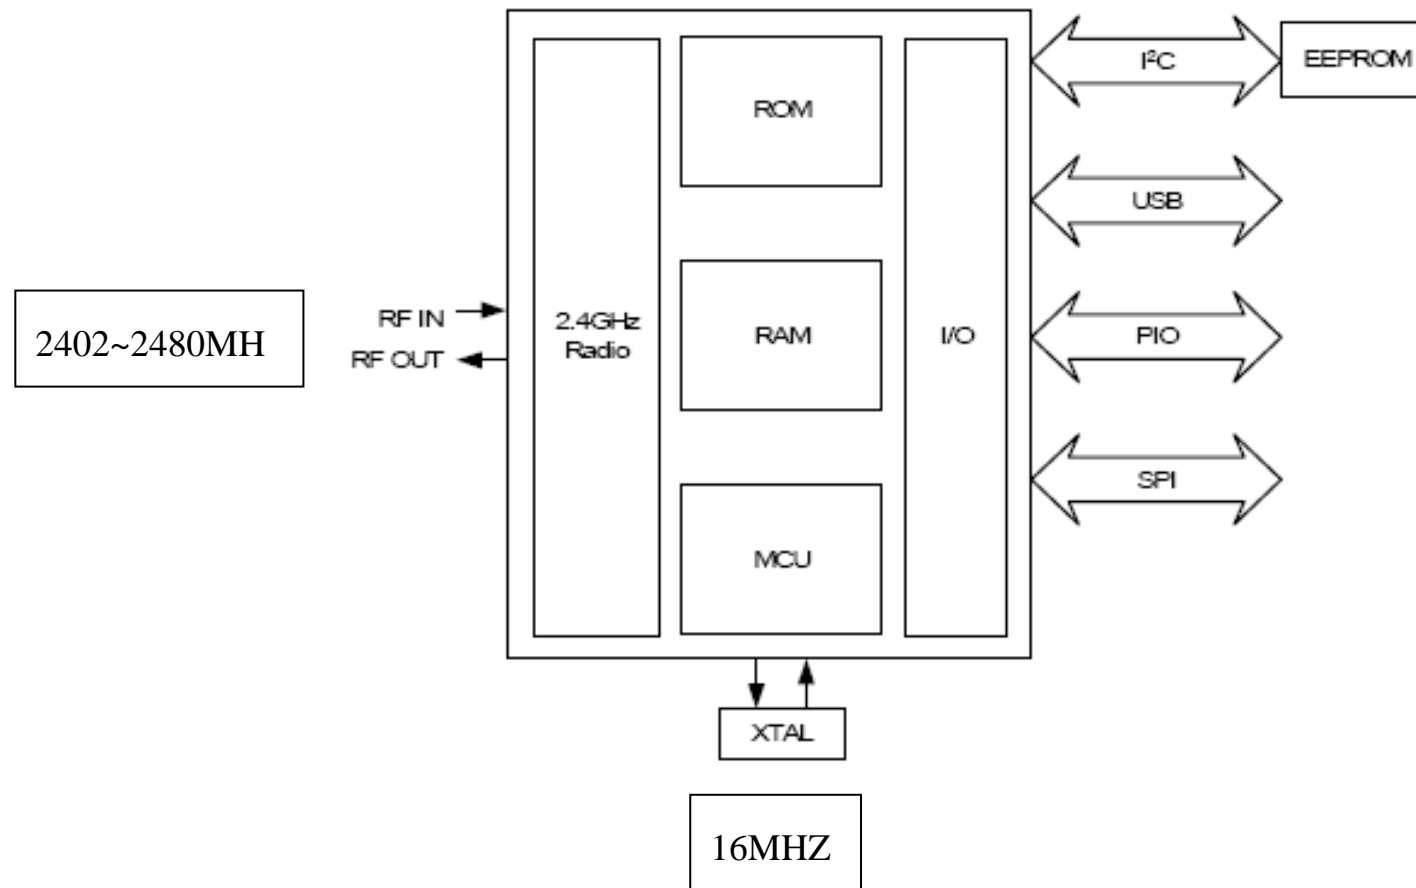 I²C
EEPROM
ROM
USB
2402~2480MH
RF IN
RF OUT
2.4GHz
Radio
RAM
I/O
PIO
SPI
MCU
XTAL
16MHZ